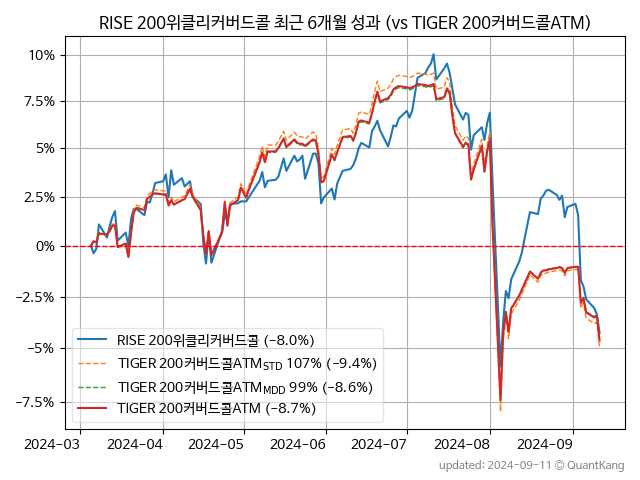 RISE 200위클리커버드콜 최근 6개월 성과 (vs TIGER 200커버드콜ATM)
10%
7.5%
5%
2.5%
0%
−2.5%
−5%
−7.5%
RISE 200위클리커버드콜 (−8.0%)
TIGER 200커버드콜ATM_STD 107% (−9.4%)
TIGER 200커버드콜ATM_MDD 99% (−8.6%)
TIGER 200커버드콜ATM (−8.7%)
2024-03 2024-04 2024-05 2024-06 2024-07 2024-08 2024-09
updated: 2024-09-11 © QuantKang